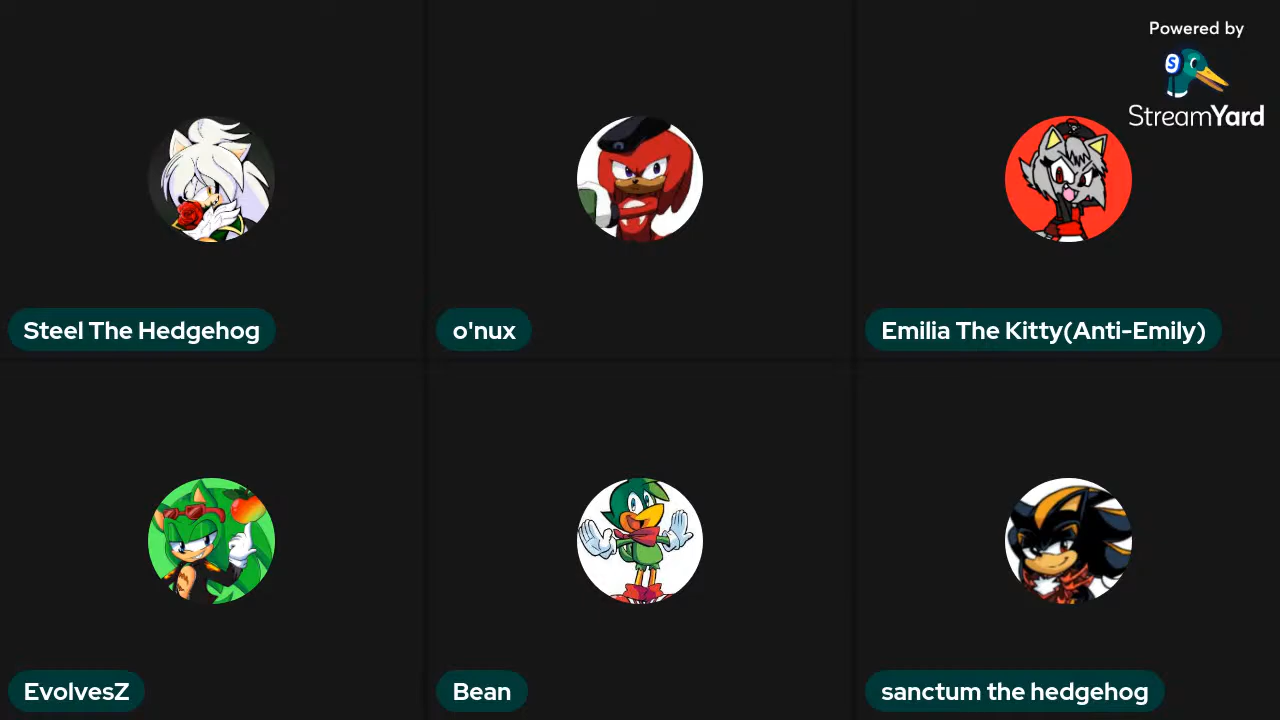 Powered by
S
StreamYard
Steel The Hedgehog
o'nux
Emilia The Kitty(Anti-Emily)
EvolvesZ
Bean
sanctum the hedgehog